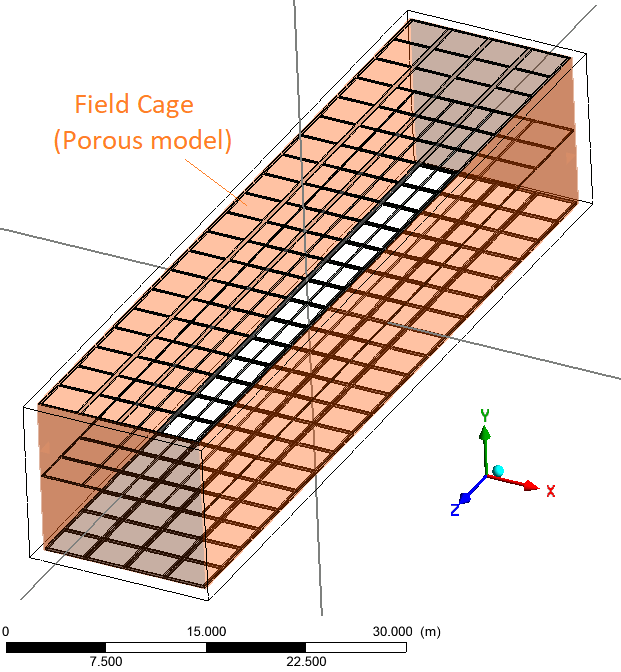 Field Cage
(Porous model)
Y
X
Z
0 15.000 30.000 (m)
7.500 22.500